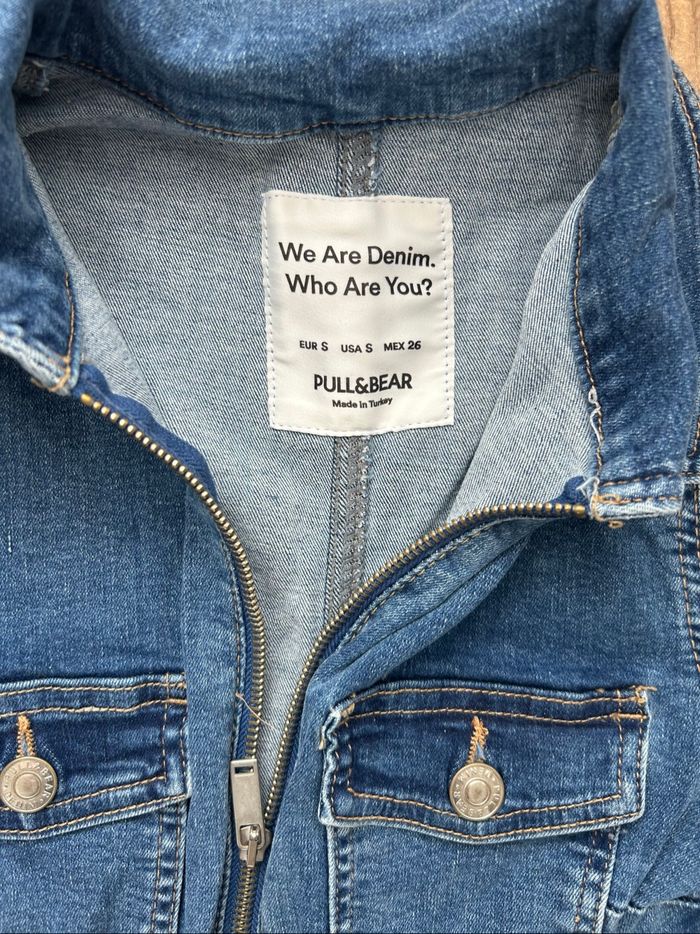 We Are Denim.
Who Are You?
EUR S USA S MEX 26
PULL&BEAR
Made in Turkey